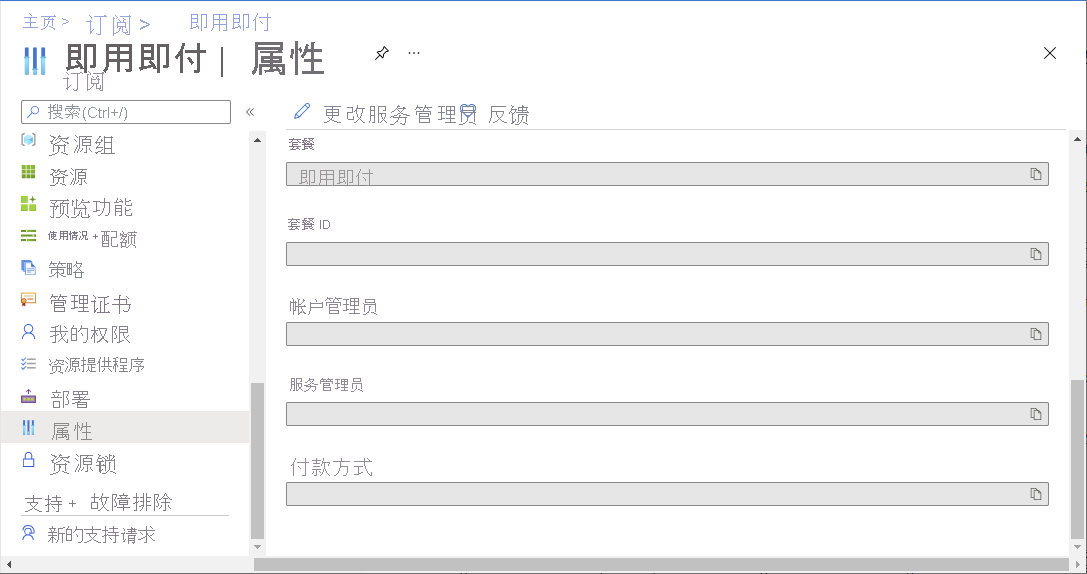 主页 > 订阅 > 即用即付
即用即付 | 属性
订阅
搜索(Ctrl+/)
«
更改服务管理员
反馈
资源组
资源
预览功能
使用情况 + 配额
策略
管理证书
我的权限
资源提供程序
部署
属性
资源锁
支持 + 故障排除
新的支持请求
套餐
即用即付
套餐 ID
帐户管理员
服务管理员
付款方式